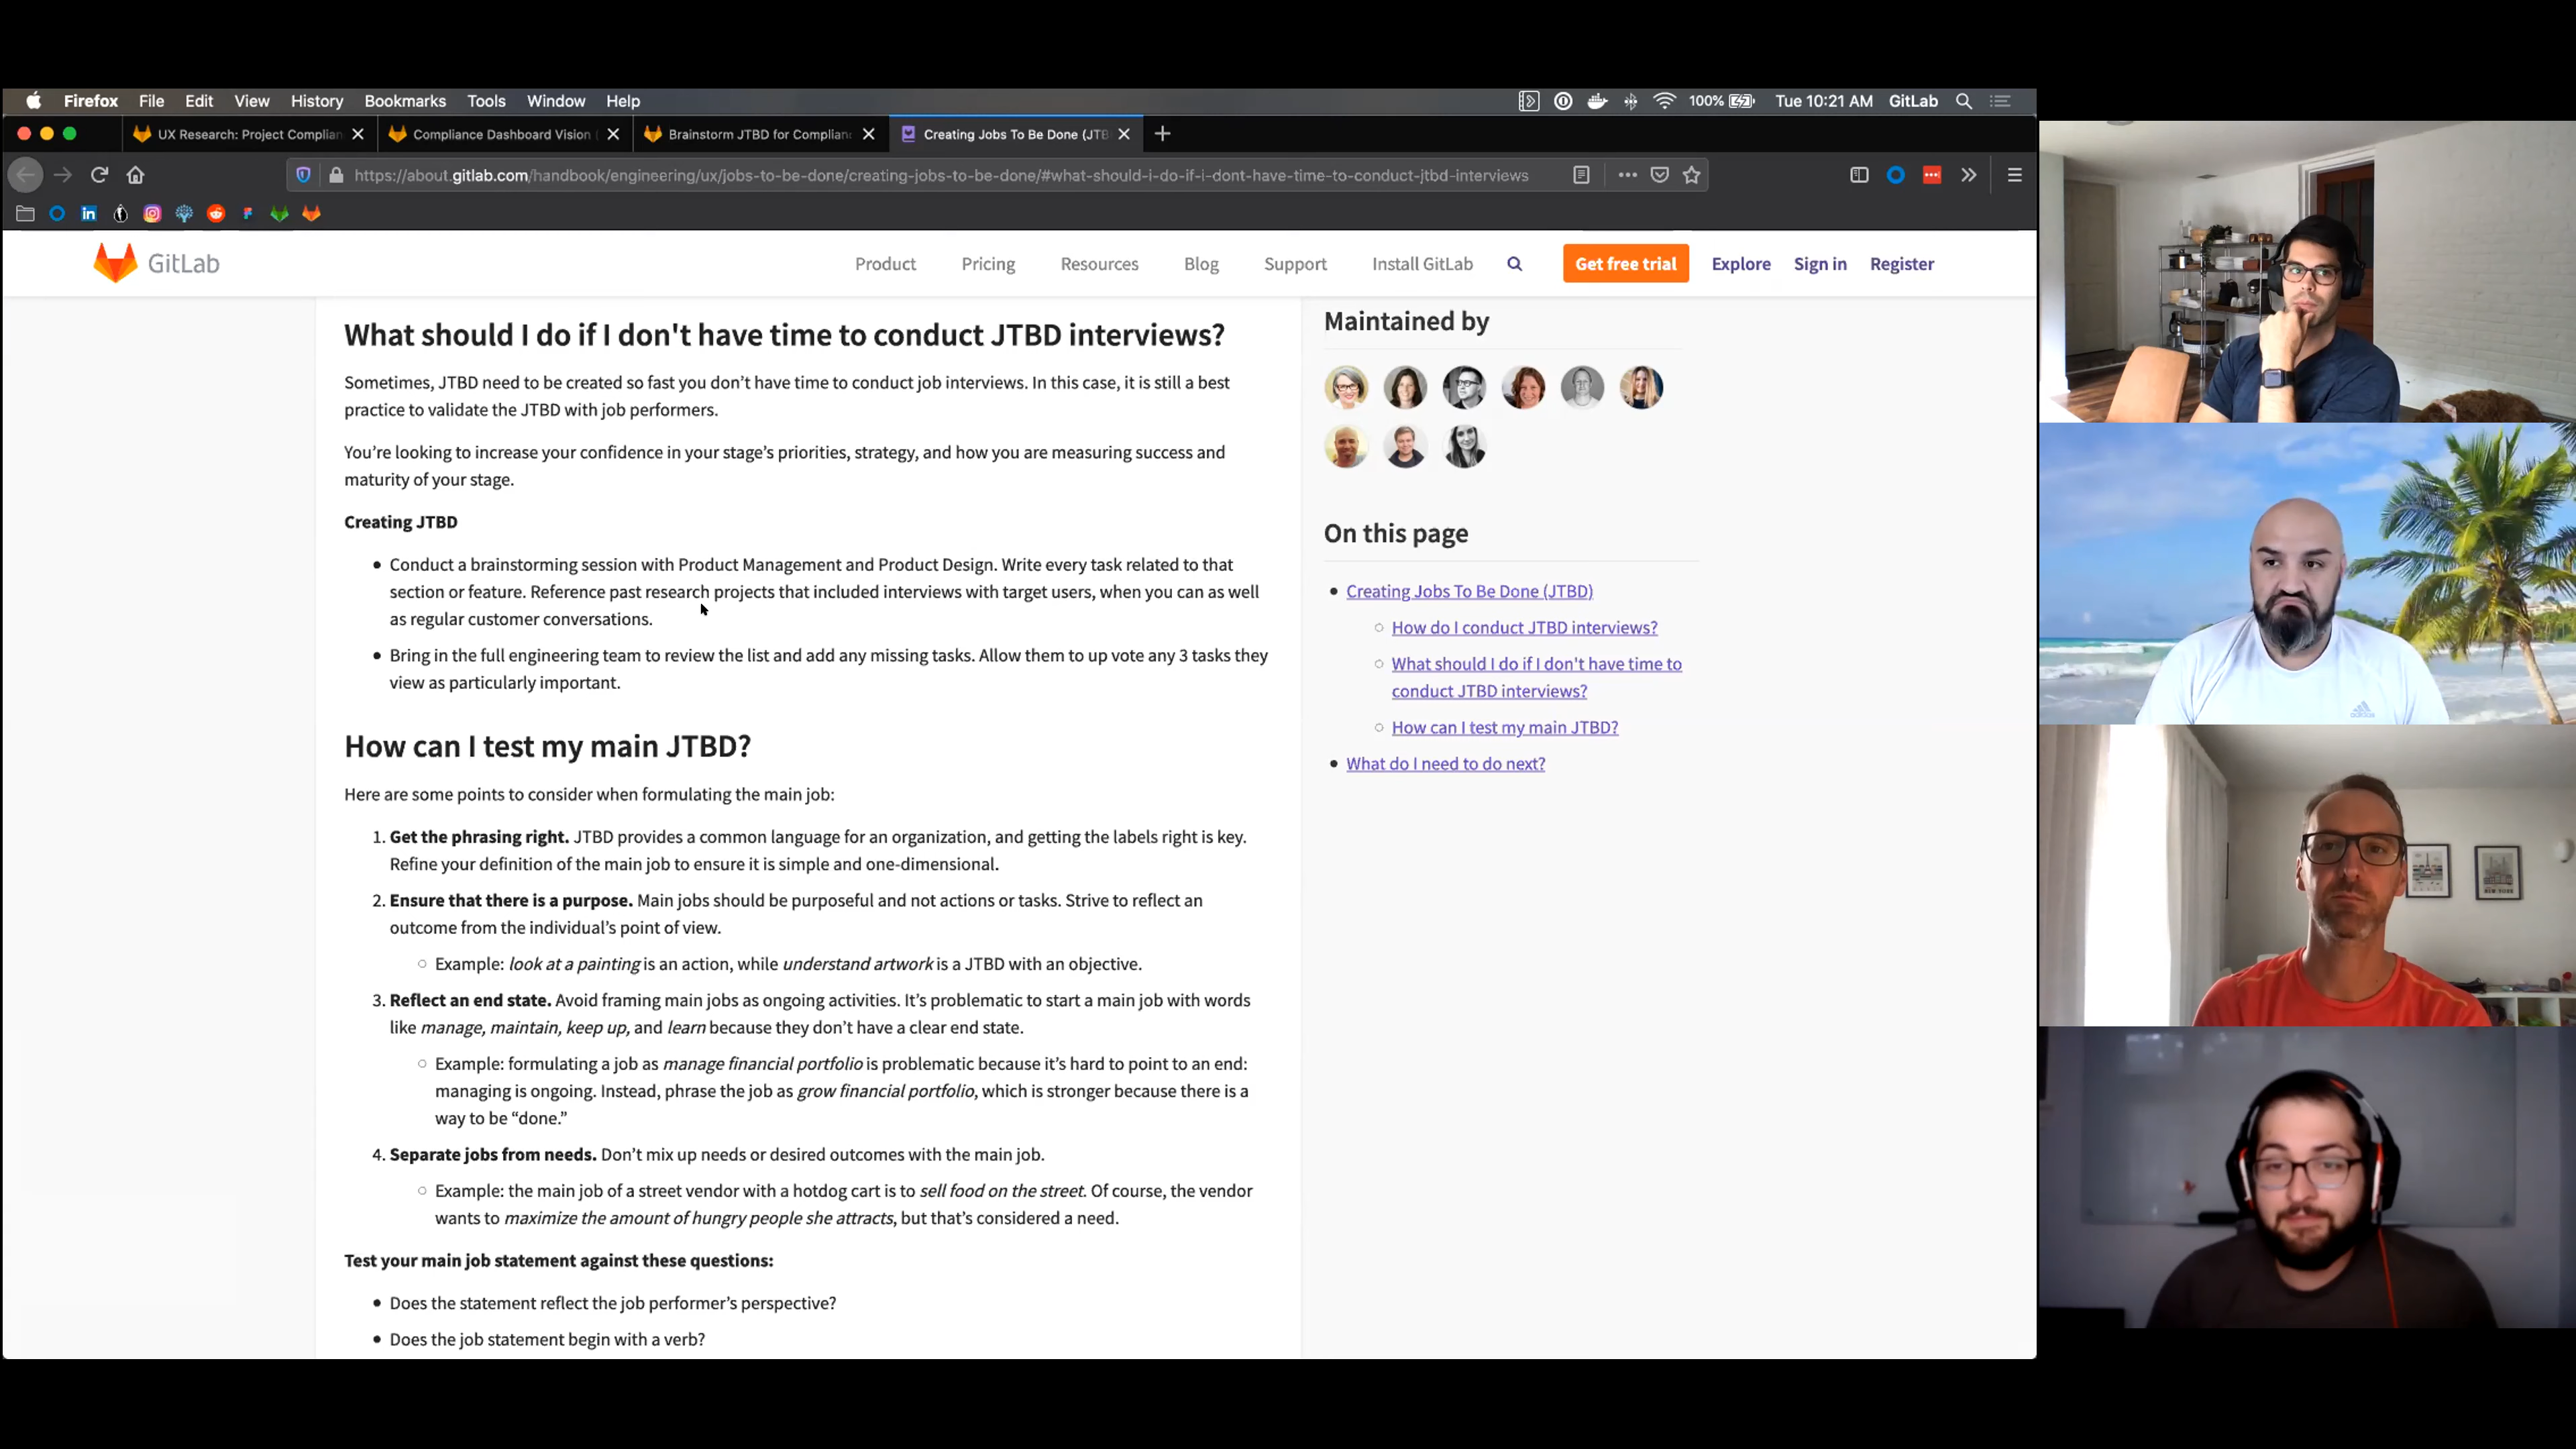 Firefox File Edit View History Bookmarks Tools Window Help 100% Tue 10:21 AM GitLab
UX Research: Project Complian
Compliance Dashboard Vision (
Brainstorm JTBD for Complianc
Creating Jobs To Be Done (JTB
https://about.gitlab.com/handbook/engineering/ux/jobs-to-be-done/creating-jobs-to-be-done/#what-should-i-do-if-i-dont-have-time-to-conduct-jtbd-interviews
GitLab
Product Pricing Resources Blog Support Install GitLab Get free trial Explore Sign in Register
What should I do if I don't have time to conduct JTBD interviews?
Sometimes, JTBD need to be created so fast you don’t have time to conduct job interviews. In this case, it is still a best
practice to validate the JTBD with job performers.
You’re looking to increase your confidence in your stage’s priorities, strategy, and how you are measuring success and
maturity of your stage.
Creating JTBD
Conduct a brainstorming session with Product Management and Product Design. Write every task related to that
section or feature. Reference past research projects that included interviews with target users, when you can as well
as regular customer conversations.
Bring in the full engineering team to review the list and add any missing tasks. Allow them to up vote any 3 tasks they
view as particularly important.
How can I test my main JTBD?
Here are some points to consider when formulating the main job:
1. Get the phrasing right. JTBD provides a common language for an organization, and getting the labels right is key.
Refine your definition of the main job to ensure it is simple and one-dimensional.
2. Ensure that there is a purpose. Main jobs should be purposeful and not actions or tasks. Strive to reflect an
outcome from the individual’s point of view.
Example: look at a painting is an action, while understand artwork is a JTBD with an objective.
3. Reflect an end state. Avoid framing main jobs as ongoing activities. It’s problematic to start a main job with words
like manage, maintain, keep up, and learn because they don’t have a clear end state.
Example: formulating a job as manage financial portfolio is problematic because it’s hard to point to an end:
managing is ongoing. Instead, phrase the job as grow financial portfolio, which is stronger because there is a
way to be “done.”
4. Separate jobs from needs. Don’t mix up needs or desired outcomes with the main job.
Example: the main job of a street vendor with a hotdog cart is to sell food on the street. Of course, the vendor
wants to maximize the amount of hungry people she attracts, but that’s considered a need.
Test your main job statement against these questions:
Does the statement reflect the job performer’s perspective?
Does the job statement begin with a verb?
Maintained by
On this page
Creating Jobs To Be Done (JTBD)
How do I conduct JTBD interviews?
What should I do if I don't have time to
conduct JTBD interviews?
How can I test my main JTBD?
What do I need to do next?
adidas
NEW YORK